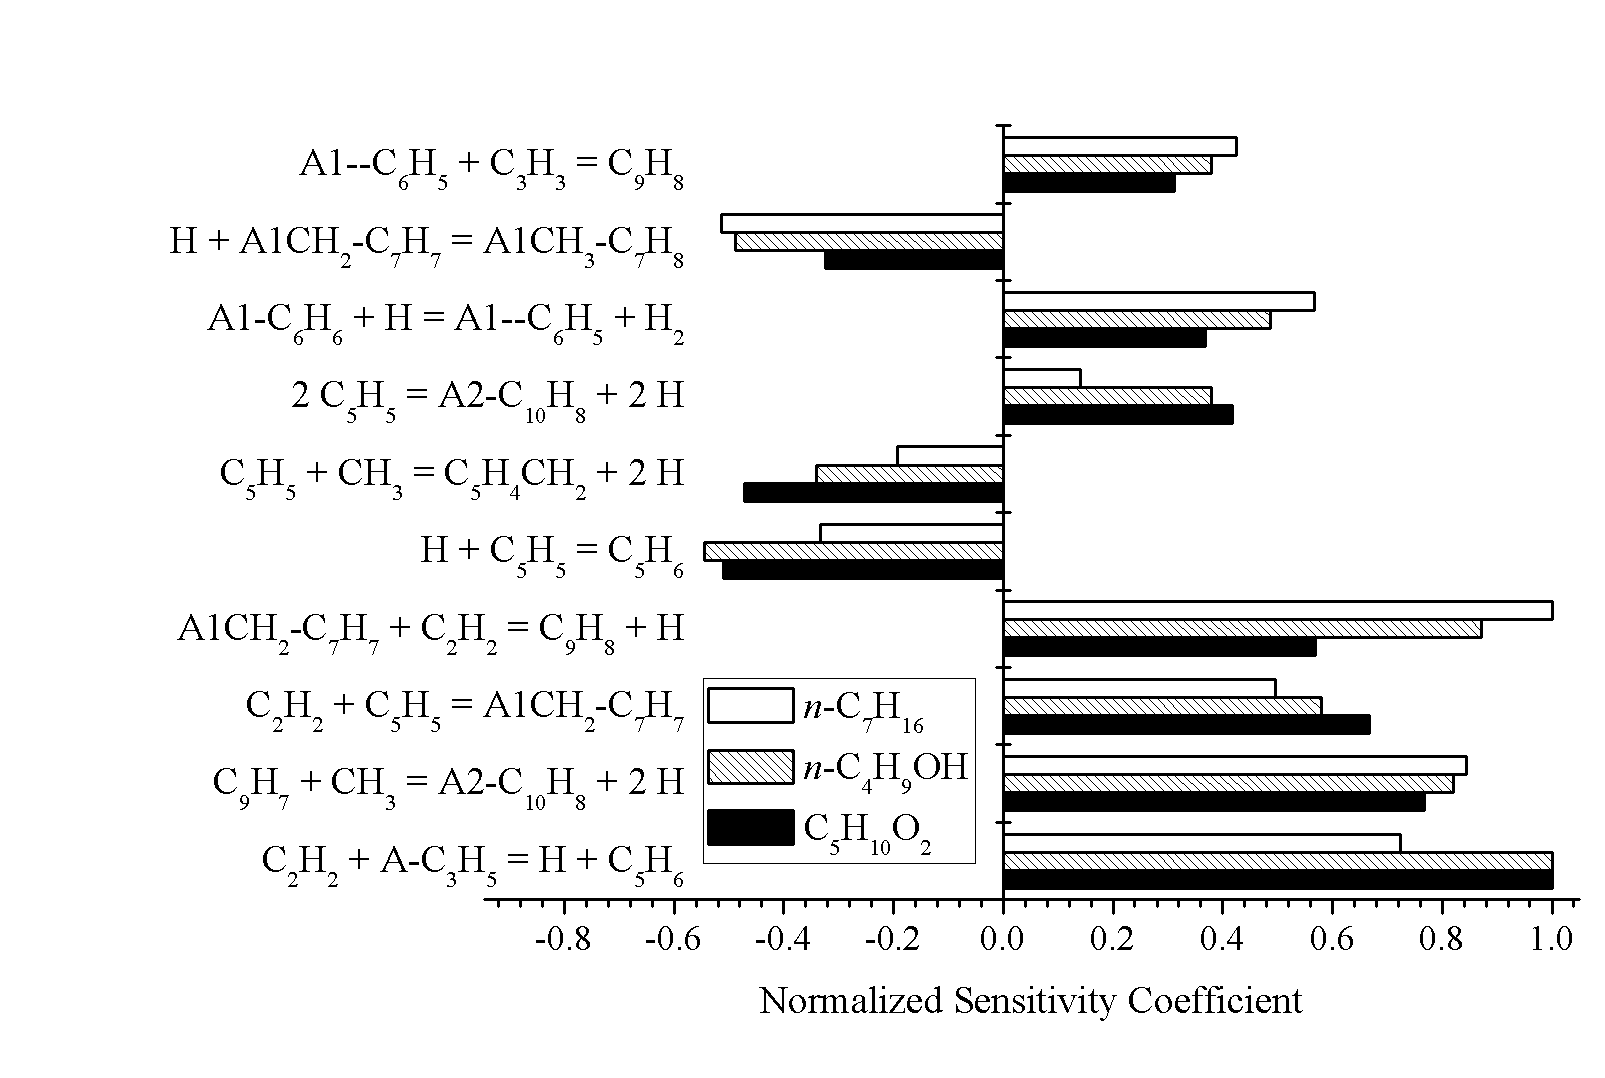 A1--C₆H₅ + C₃H₃ = C₉H₈
H + A1CH₂-C₇H₇ = A1CH₃-C₇H₈
A1-C₆H₆ + H = A1--C₆H₅ + H₂
2 C₅H₅ = A2-C₁₀H₈ + 2 H
C₅H₅ + CH₃ = C₅H₄CH₂ + 2 H
H + C₅H₅ = C₅H₆
A1CH₂-C₇H₇ + C₂H₂ = C₉H₈ + H
C₂H₂ + C₅H₅ = A1CH₂-C₇H₇
C₉H₇ + CH₃ = A2-C₁₀H₈ + 2 H
C₂H₂ + A-C₃H₅ = H + C₅H₆
n-C₇H₁₆
n-C₄H₉OH
C₅H₁₀O₂
-0.8 -0.6 -0.4 -0.2 0.0 0.2 0.4 0.6 0.8 1.0
Normalized Sensitivity Coefficient